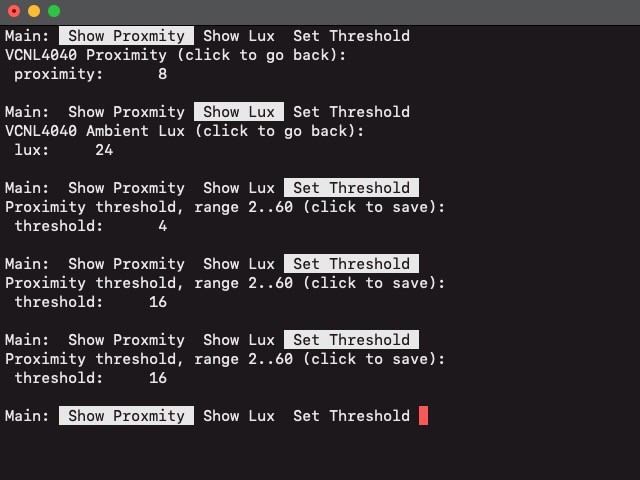 Main: Show Proxmity Show Lux Set Threshold
VCNL4040 Proximity (click to go back):
proximity: 8
Main: Show Proxmity Show Lux Set Threshold
VCNL4040 Ambient Lux (click to go back):
lux: 24
Main: Show Proxmity Show Lux Set Threshold
Proximity threshold, range 2..60 (click to save):
threshold: 4
Main: Show Proxmity Show Lux Set Threshold
Proximity threshold, range 2..60 (click to save):
threshold: 16
Main: Show Proxmity Show Lux Set Threshold
Proximity threshold, range 2..60 (click to save):
threshold: 16
Main: Show Proxmity Show Lux Set Threshold